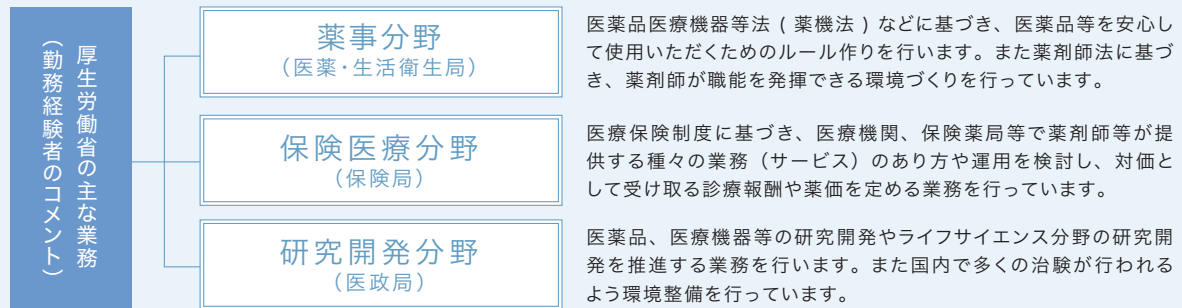 厚生労働省の主な業務
（勤務経験者のコメント）
薬事分野
（医薬・生活衛生局）
医薬品医療機器等法 ( 薬機法 ) などに基づき、医薬品等を安心し
て使用いただくためのルール作りを行います。また薬剤師法に基づ
き、薬剤師が職能を発揮できる環境づくりを行っています。
保険医療分野
（保険局）
医療保険制度に基づき、医療機関、保険薬局等で薬剤師等が提
供する種々の業務（サービス）のあり方や運用を検討し、対価と
して受け取る診療報酬や薬価を定める業務を行っています。
研究開発分野
（医政局）
医薬品、医療機器等の研究開発やライフサイエンス分野の研究開
発を推進する業務を行います。また国内で多くの治験が行われる
よう環境整備を行っています。